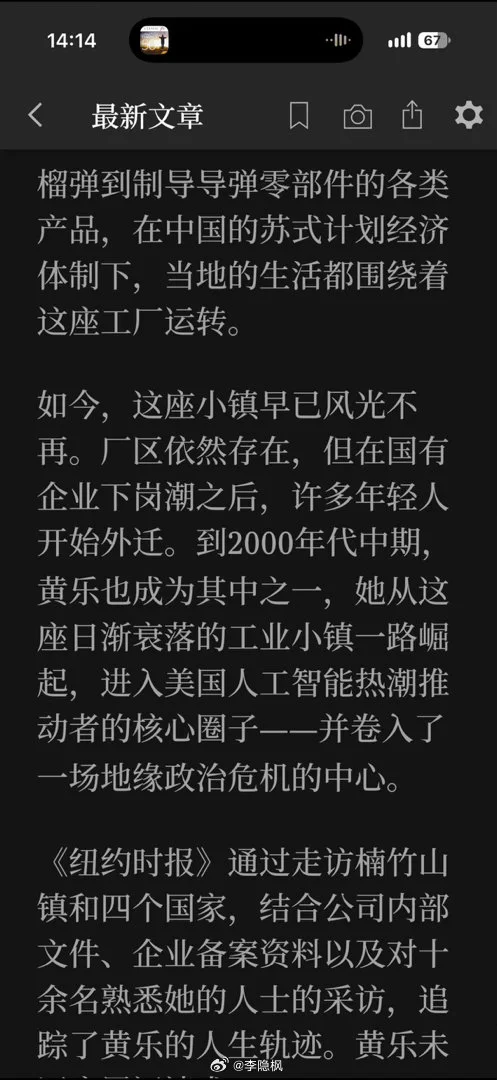 14:14
67
最新文章
榴弹到制导导弹零部件的各类
产品，在中国的苏式计划经济
体制下，当地的生活都围绕着
这座工厂运转。
如今，这座小镇早已风光不
再。厂区依然存在，但在国有
企业下岗潮之后，许多年轻人
开始外迁。到2000年代中期，
黄乐也成为其中之一，她从这
座日渐衰落的工业小镇一路崛
起，进入美国人工智能热潮推
动者的核心圈子——并卷入了
一场地缘政治危机的中心。
《纽约时报》通过走访楠竹山
镇和四个国家，结合公司内部
文件、企业备案资料以及对十
余名熟悉她的人士的采访，追
踪了黄乐的人生轨迹。黄乐未
@李隐枫